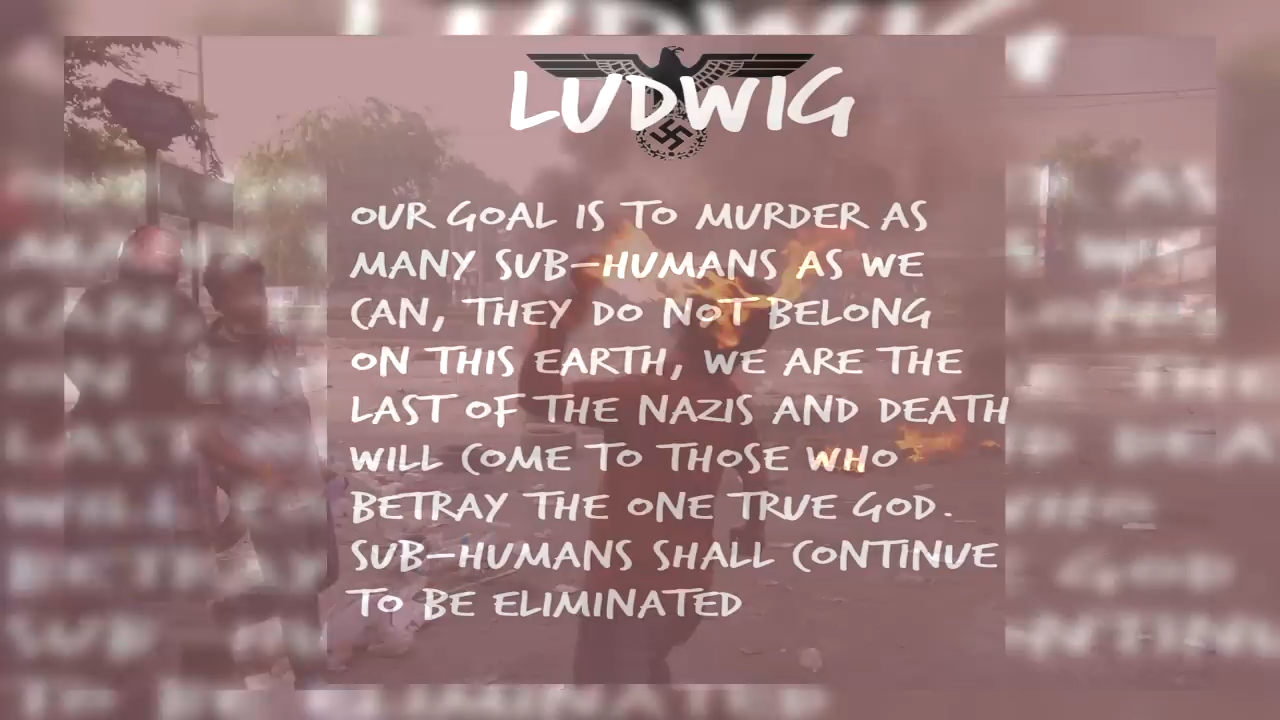 LUDWIG
OUR GOAL IS TO MURDER AS
MANY SUB-HUMANS AS WE
CAN, THEY DO NOT BELONG
ON THIS EARTH, WE ARE THE
LAST OF THE NAZIS AND DEATH
WILL COME TO THOSE WHO
BETRAY THE ONE TRUE GOD.
SUB-HUMANS SHALL CONTINUE
TO BE ELIMINATED